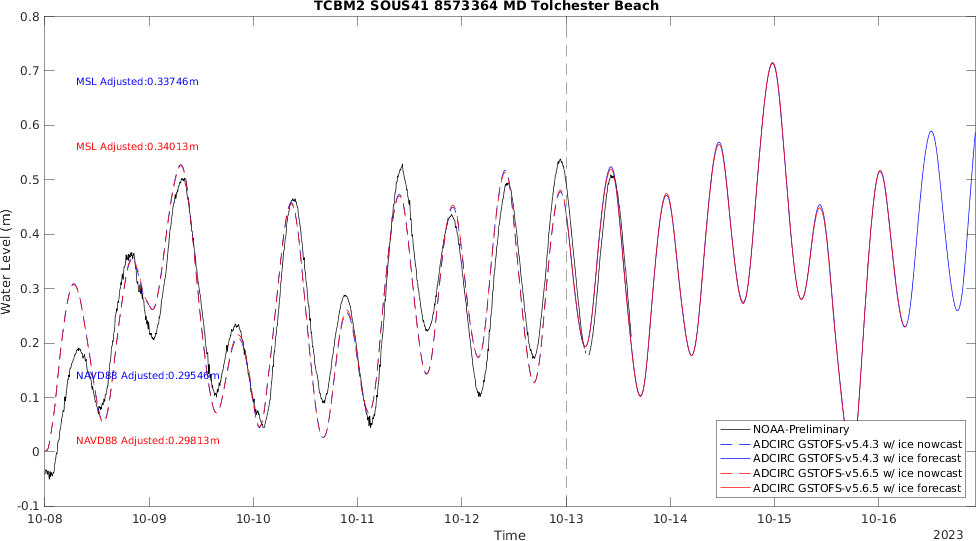 TCBM2 SOUS41 8573364 MD Tolchester Beach
0.8
0.7
0.6
0.5
0.4
0.3
0.2
0.1
0
-0.1
Water Level (m)
MSL Adjusted:0.33746m
MSL Adjusted:0.34013m
NAVD88 Adjusted:0.29546m
NAVD88 Adjusted:0.29813m
NOAA-Preliminary
ADCIRC GSTOFS-v5.4.3 w/ ice nowcast
ADCIRC GSTOFS-v5.4.3 w/ ice forecast
ADCIRC GSTOFS-v5.6.5 w/ ice nowcast
ADCIRC GSTOFS-v5.6.5 w/ ice forecast
10-08 10-09 10-10 10-11 10-12 10-13 10-14 10-15 10-16
Time
2023